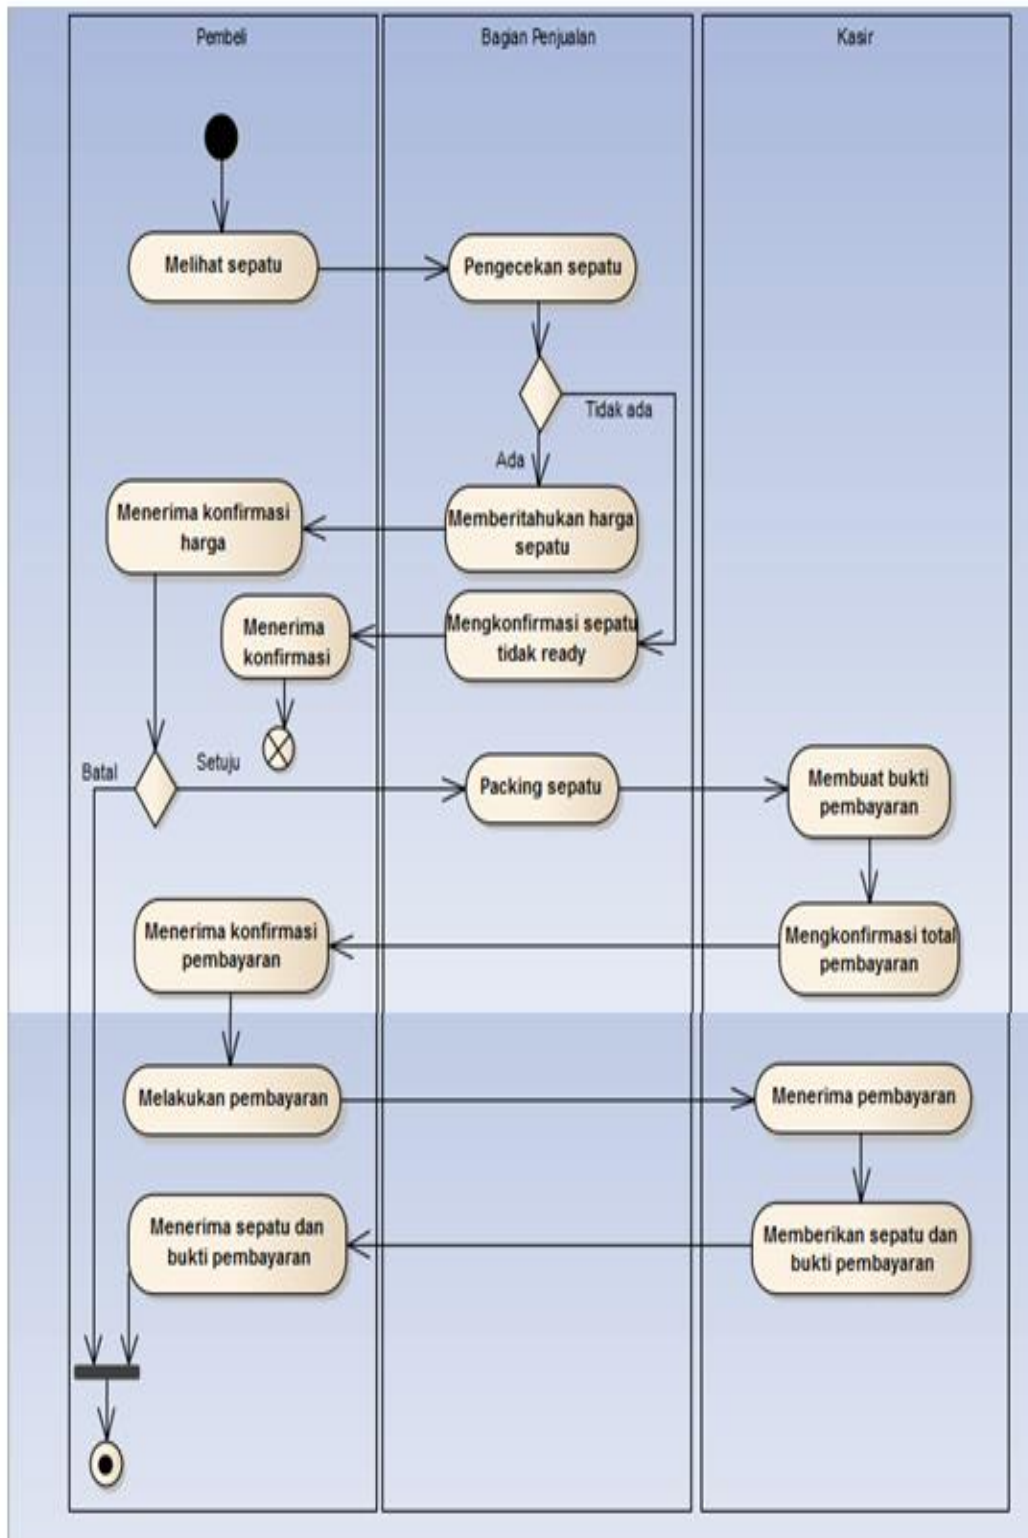 Pembeli
Bagian Penjualan
Kasir
Melihat sepatu
Pengecekan sepatu
Tidak ada
Ada
Menerima konfirmasi
harga
Memberitahukan harga
sepatu
Menerima
konfirmasi
Mengkonfirmasi sepatu
tidak ready
Batal
Setuju
Packing sepatu
Membuat bukti
pembayaran
Menerima konfirmasi
pembayaran
Mengkonfirmasi total
pembayaran
Melakukan pembayaran
Menerima pembayaran
Menerima sepatu dan
bukti pembayaran
Memberikan sepatu dan
bukti pembayaran